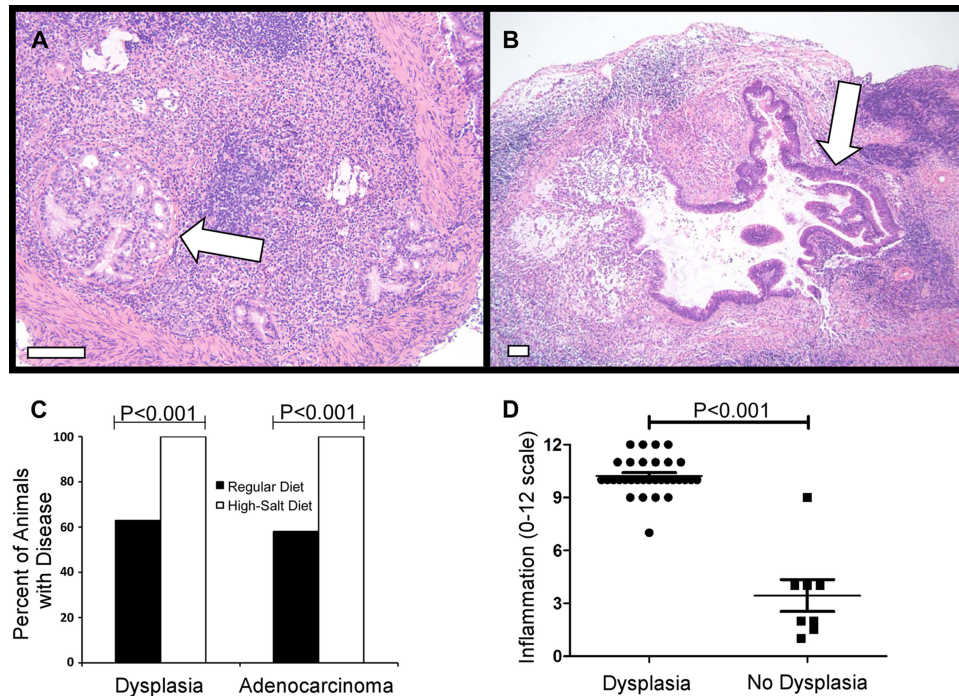 A
B
C
P<0.001
P<0.001
100
80
60
40
20
0
Percent of Animals
with Disease
Regular Diet
High-Salt Diet
Dysplasia
Adenocarcinoma
D
P<0.001
12
9
6
3
0
Inflammation (0-12 scale)
Dysplasia
No Dysplasia